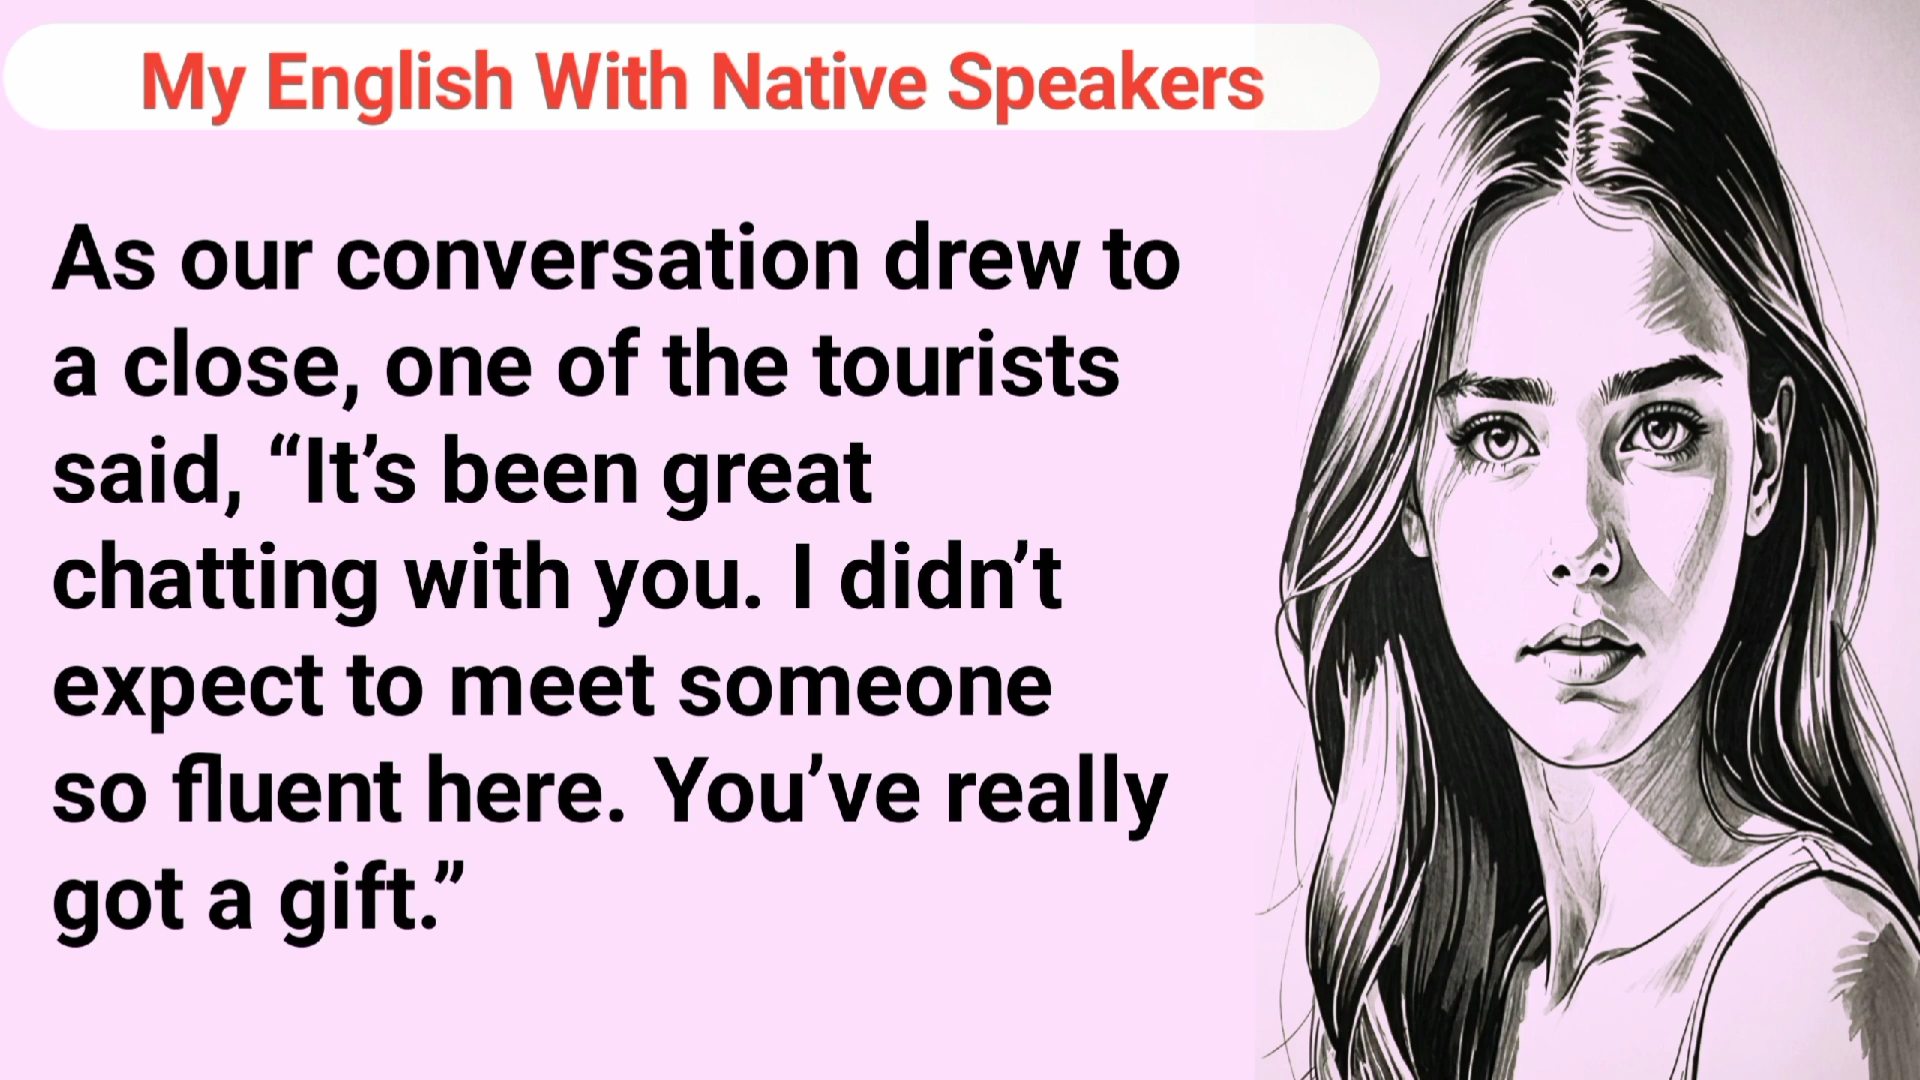 My English With Native Speakers
As our conversation drew to
a close, one of the tourists
said, “It’s been great
chatting with you. I didn’t
expect to meet someone
so fluent here. You’ve really
got a gift.”